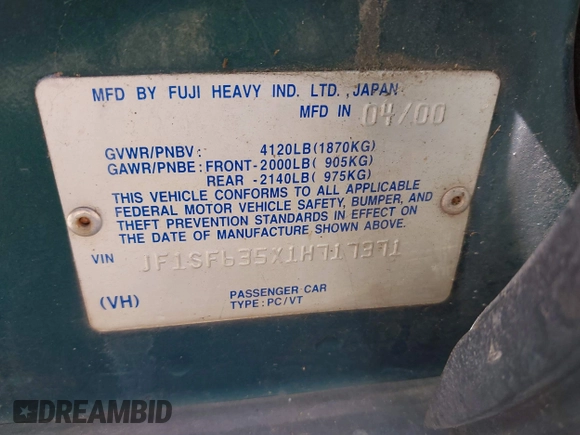 MFD BY FUJI HEAVY IND. LTD., JAPAN
MFD IN 04/00
GVWR/PNBV: 4120LB(1870KG)
GAWR/PNBE: FRONT-2000LB( 905KG)
REAR -2140LB( 975KG)
THIS VEHICLE CONFORMS TO ALL APPLICABLE
FEDERAL MOTOR VEHICLE SAFETY, BUMPER, AND
THEFT PREVENTION STANDARDS IN EFFECT ON
THE DATE OF MANUFACTURE SHOWN ABOVE.
VIN JF1SF635X1H717371
(VH) PASSENGER CAR
TYPE: PC/VT
DREAMBID